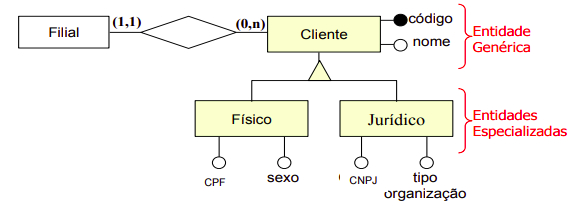 Filial
(1,1)
(0,n)
Cliente
código
nome
Entidade
Genérica
Físico
Jurídico
Entidades
Especializadas
CPF
sexo
CNPJ
tipo
organização